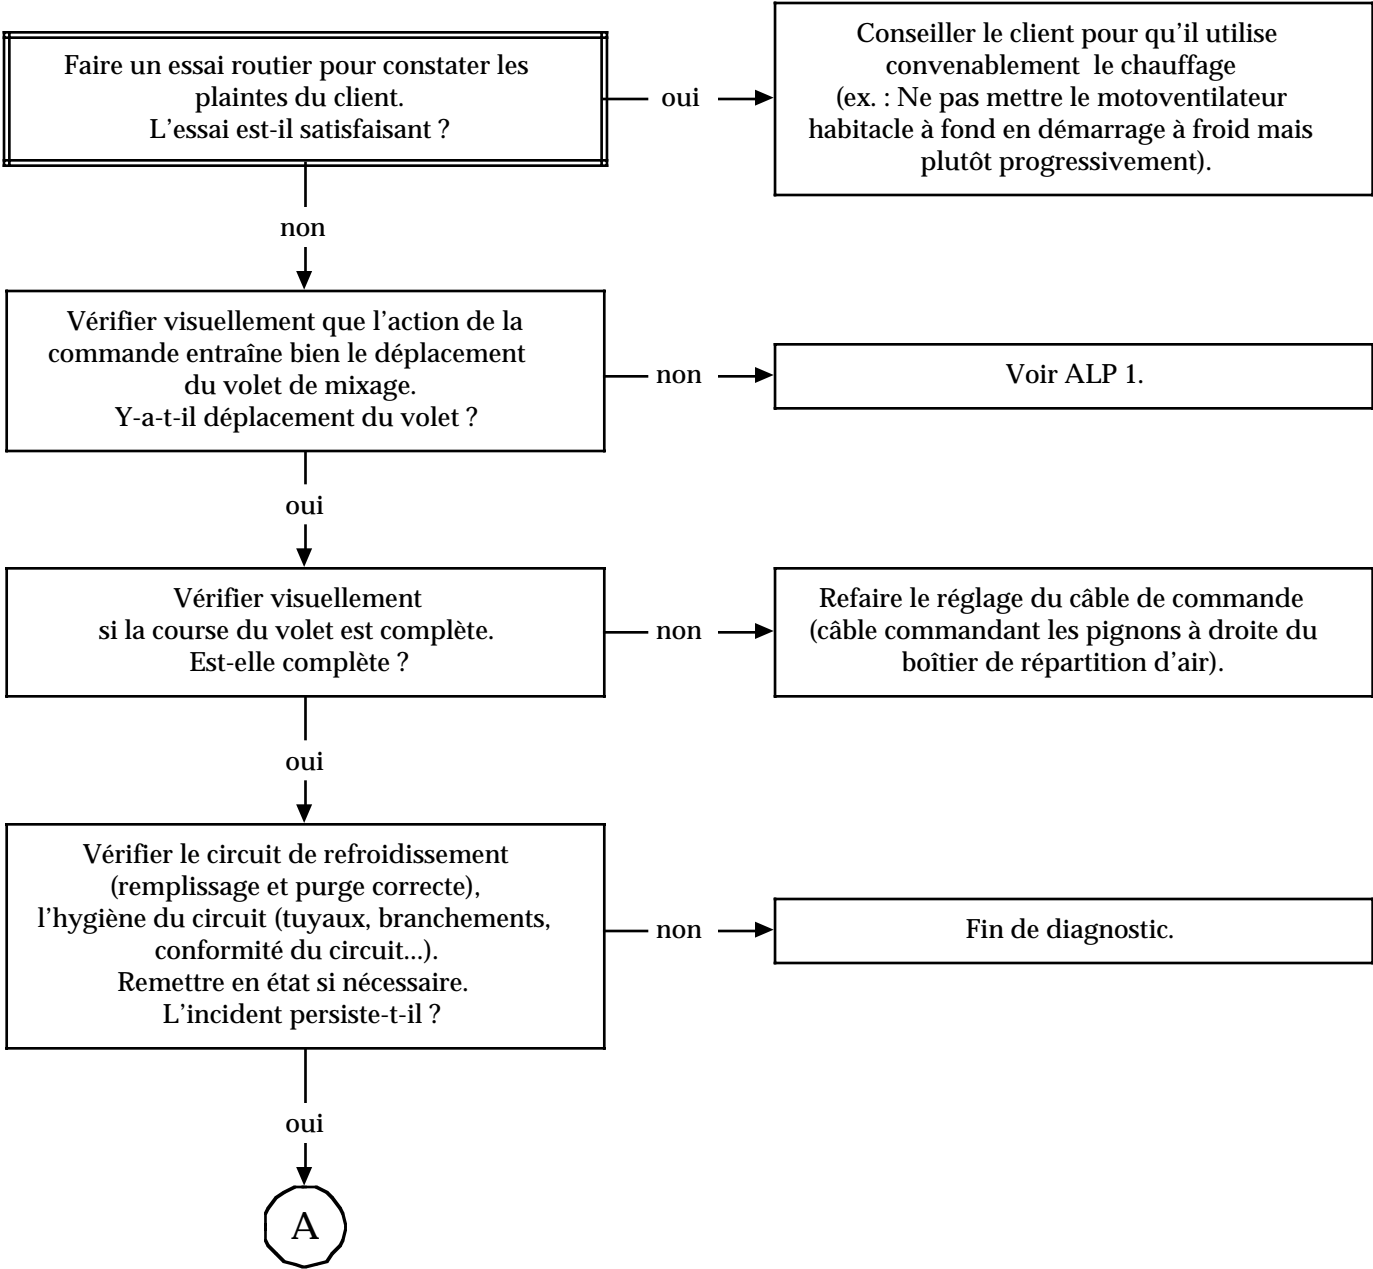 Faire un essai routier pour constater les
plaintes du client.
L'essai est-il satisfaisant ?
oui
Conseiller le client pour qu'il utilise
convenablement le chauffage
(ex. : Ne pas mettre le motoventilateur
habitacle à fond en démarrage à froid mais
plutôt progressivement).
non
Vérifier visuellement que l'action de la
commande entraîne bien le déplacement
du volet de mixage.
Y-a-t-il déplacement du volet ?
non
Voir ALP 1.
oui
Vérifier visuellement
si la course du volet est complète.
Est-elle complète ?
non
Refaire le réglage du câble de commande
(câble commandant les pignons à droite du
boîtier de répartition d'air).
oui
Vérifier le circuit de refroidissement
(remplissage et purge correcte),
l'hygiène du circuit (tuyaux, branchements,
conformité du circuit...).
Remettre en état si nécessaire.
L'incident persiste-t-il ?
non
Fin de diagnostic.
oui
A